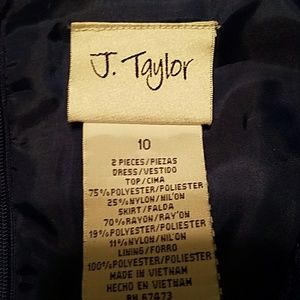 J. Taylor
10
2 PIECES/PIEZAS
DRESS/VESTIDO
TOP/CIMA
75%POLYESTER/POLIESTER
25%NYLON/NIL'ON
SKIRT/FALDA
70%RAYON/RAY'ON
19%POLYESTER/POLIESTER
11%NYLON/NIL'ON
LINING/FORRO
100%POLYESTER/POLIESTER
MADE IN VIETNAM
HECHO EN VIETNAM
RN 57473